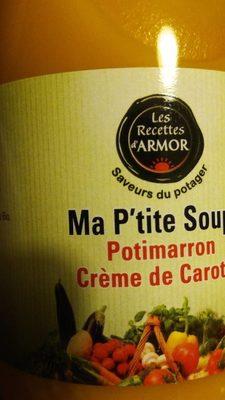 Les
Recettes
d'ARMOR
Saveurs du potager
Ma P'tite Soup
Potimarron
Crème de Carot